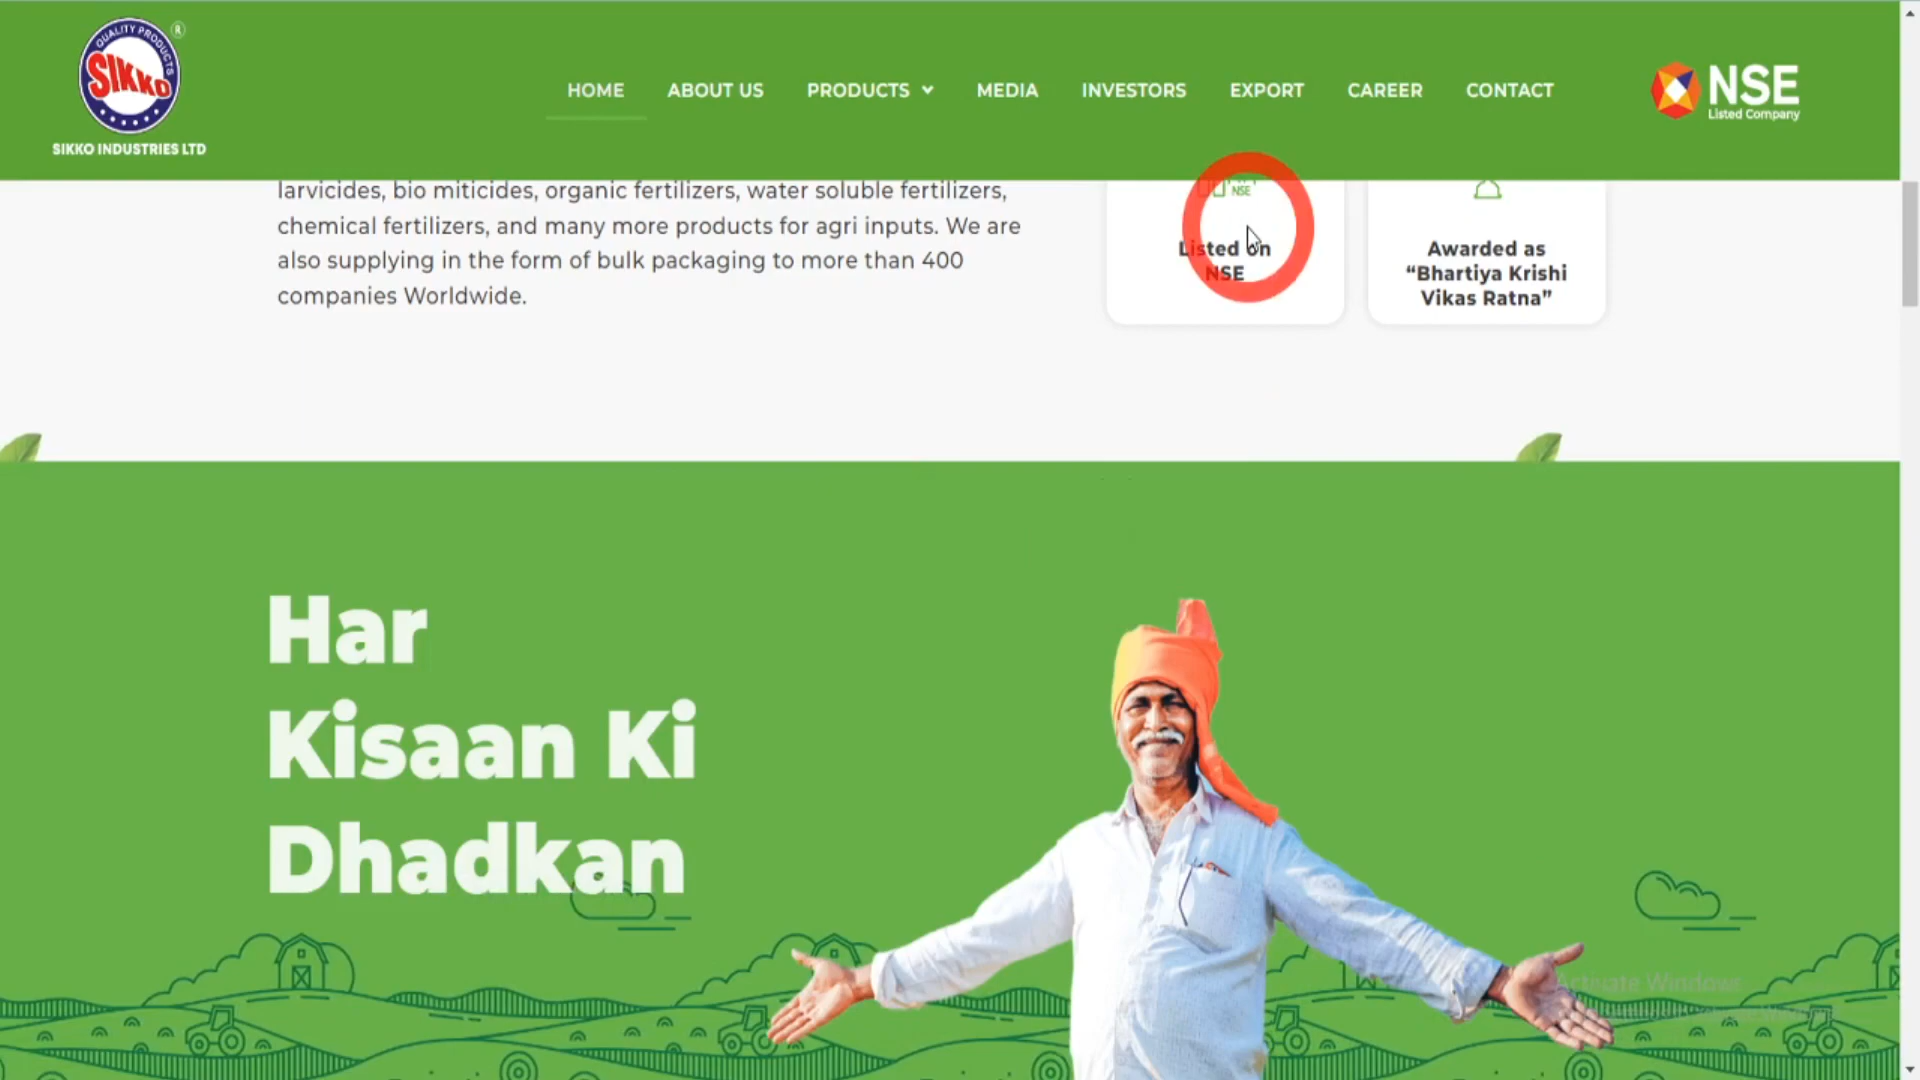 QUALITY PRODUCTS
®
SIKKO
SIKKO INDUSTRIES LTD
HOME
ABOUT US
PRODUCTS
MEDIA
INVESTORS
EXPORT
CAREER
CONTACT
NSE
Listed Company
larvicides, bio miticides, organic fertilizers, water soluble fertilizers,
chemical fertilizers, and many more products for agri inputs. We are
also supplying in the form of bulk packaging to more than 400
companies Worldwide.
NSE
Listed on
NSE
Awarded as
“Bhartiya Krishi
Vikas Ratna”
Har
Kisaan Ki
Dhadkan
Activate Windows